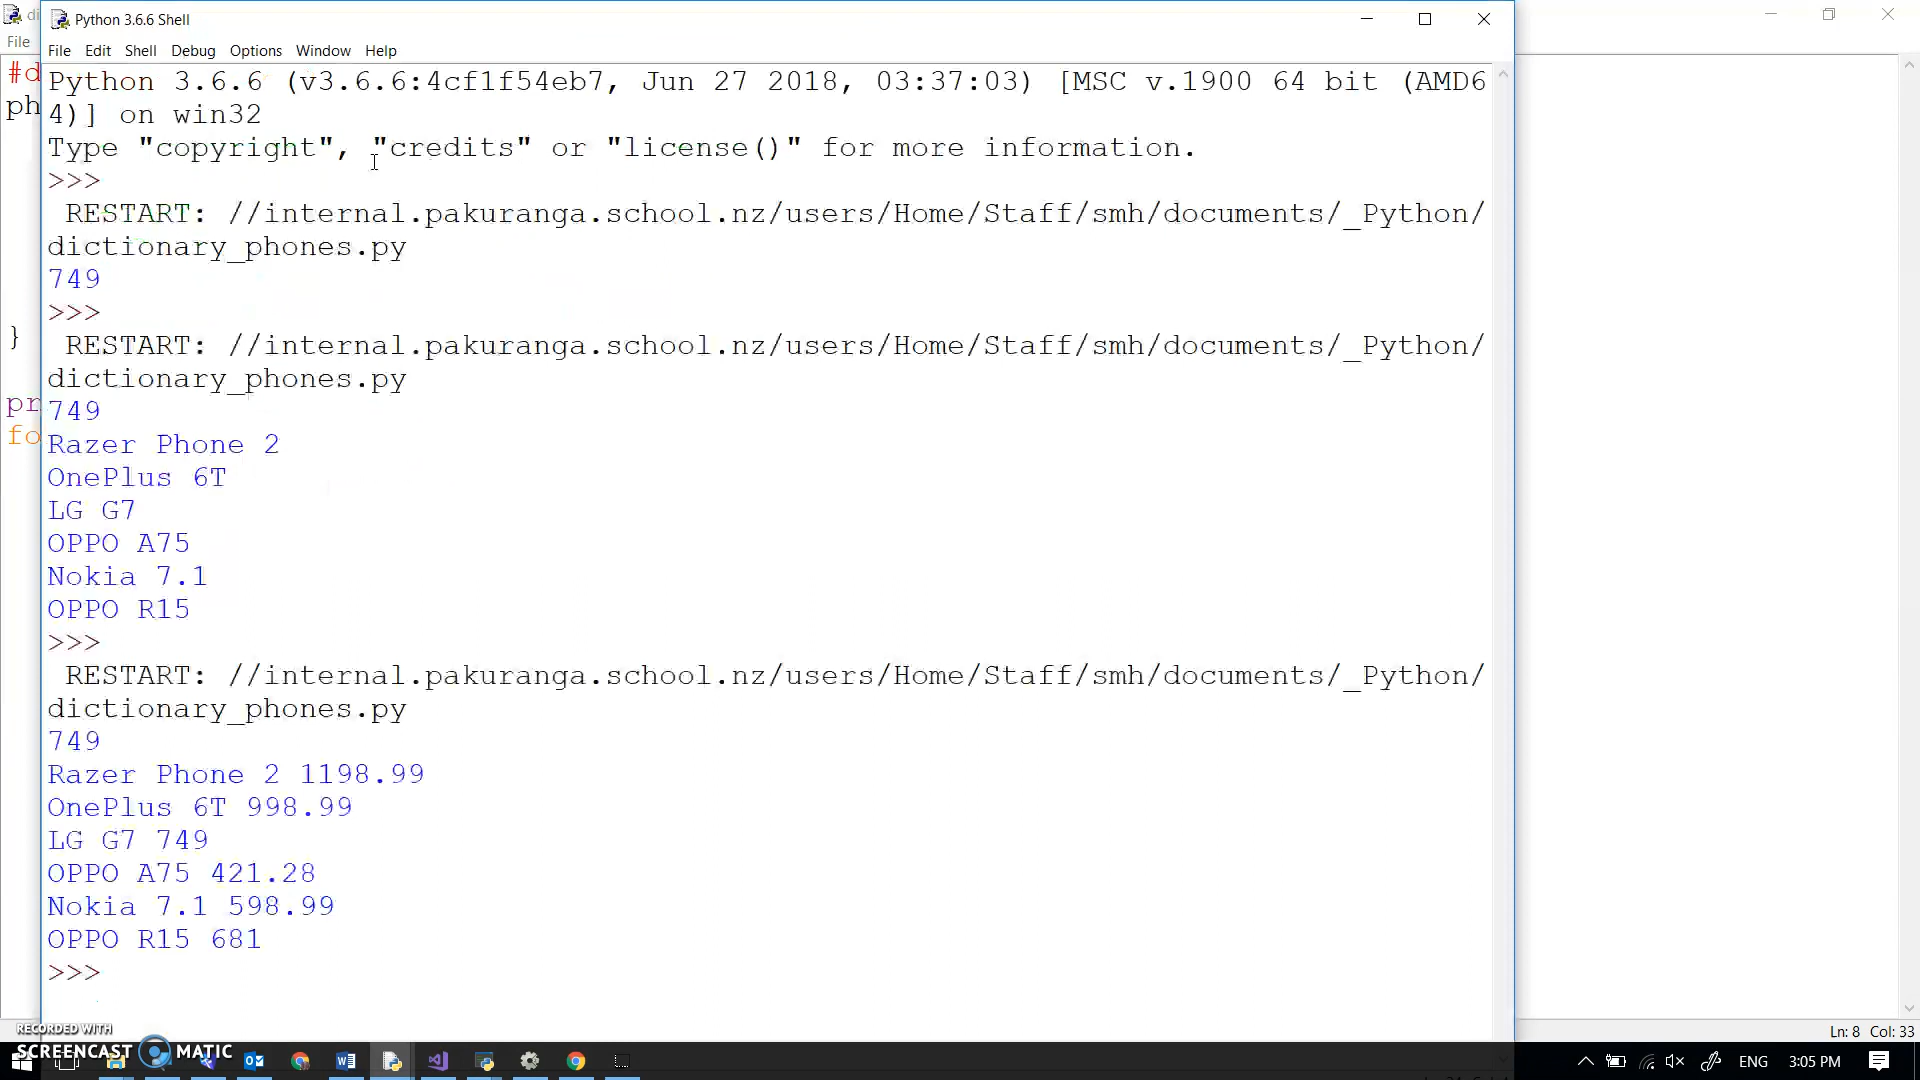 Python 3.6.6 Shell
File Edit Shell Debug Options Window Help
File
#d
ph
}
pr
fo
Python 3.6.6 (v3.6.6:4cf1f54eb7, Jun 27 2018, 03:37:03) [MSC v.1900 64 bit (AMD6
4)] on win32
Type "copyright", "credits" or "license()" for more information.
>>>
RESTART: //internal.pakuranga.school.nz/users/Home/Staff/smh/documents/_Python/
dictionary_phones.py
749
>>>
RESTART: //internal.pakuranga.school.nz/users/Home/Staff/smh/documents/_Python/
dictionary_phones.py
749
Razer Phone 2
OnePlus 6T
LG G7
OPPO A75
Nokia 7.1
OPPO R15
>>>
RESTART: //internal.pakuranga.school.nz/users/Home/Staff/smh/documents/_Python/
dictionary_phones.py
749
Razer Phone 2 1198.99
OnePlus 6T 998.99
LG G7 749
OPPO A75 421.28
Nokia 7.1 598.99
OPPO R15 681
>>>
Ln: 8 Col: 33
RECORDED WITH
SCREENCAST MATIC
ENG 3:05 PM